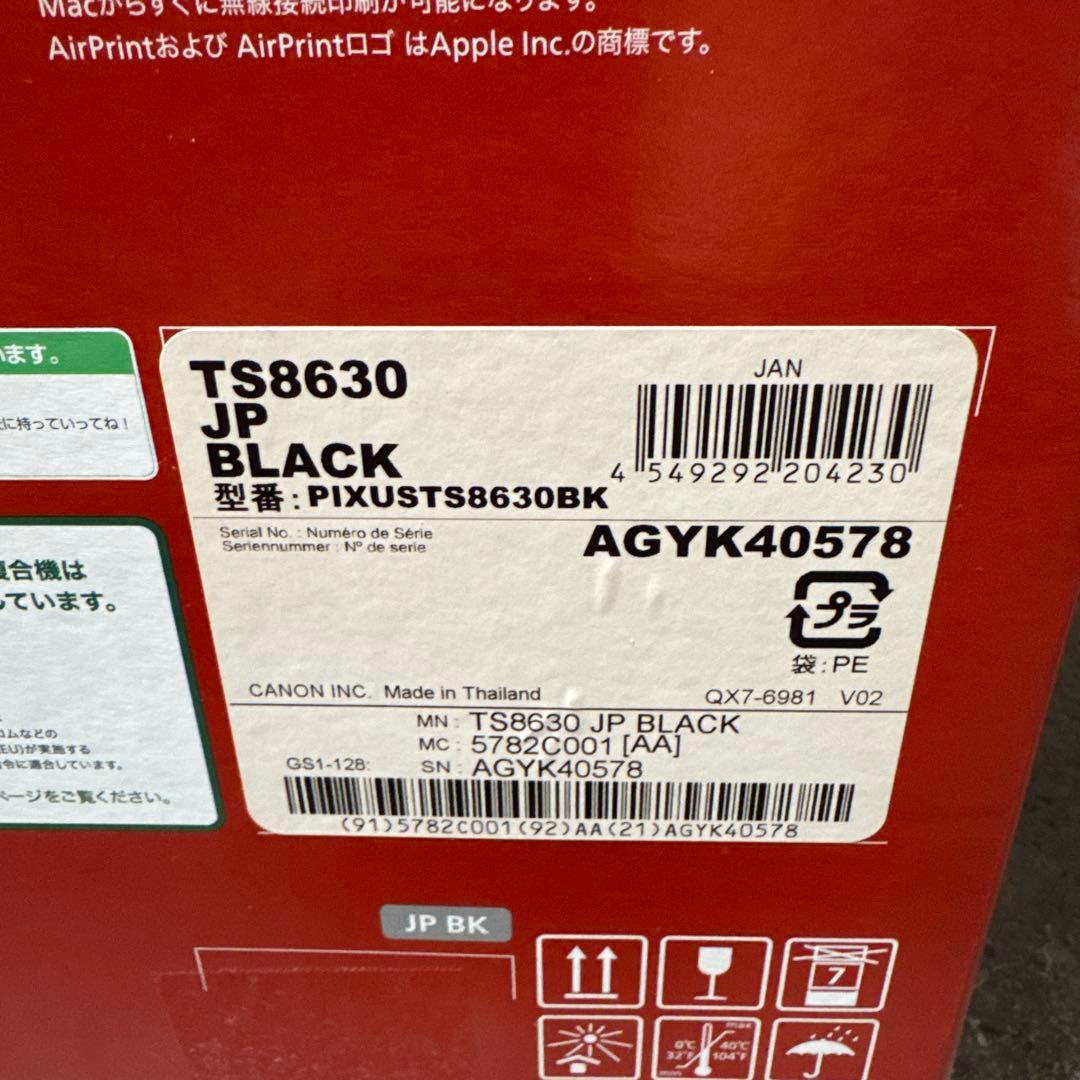 Macからすぐに無線接続印刷が可能になります。
AirPrintおよび AirPrintロゴ はApple Inc.の商標です。
います。
に持っていってね!
複合機は
しています。
コムなどの
EU)が実施する
合令に適合しています。
ページをご覧ください。
TS8630
JP
BLACK
型番:PIXUSTS8630BK
JAN
4 549292 204230
Serial No. : Numéro de Série
Seriennummer : Nº de serie
AGYK40578
プラ
袋:PE
CANON INC. Made in Thailand
QX7-6981 V02
MN : TS8630 JP BLACK
MC : 5782C001 [AA]
GS1-128:
SN : AGYK40578
(91)5782C001(92)AA(21)AGYK40578
JP BK
7
max
0℃ 40℃
32°F 104°F
min